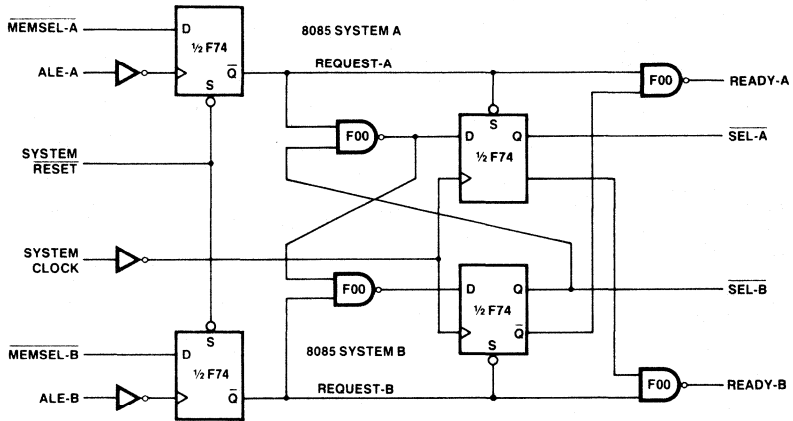 MEMSEL-A
D
½ F74
8085 SYSTEM A
ALE-A
Q
REQUEST-A
F00
READY-A
S
S
F00
D
Q
SEL-A
SYSTEM
RESET
½ F74
SYSTEM
CLOCK
F00
D
Q
SEL-B
½ F74
Q
S
S
MEMSEL-B
D
8085 SYSTEM B
½ F74
F00
READY-B
ALE-B
Q
REQUEST-B